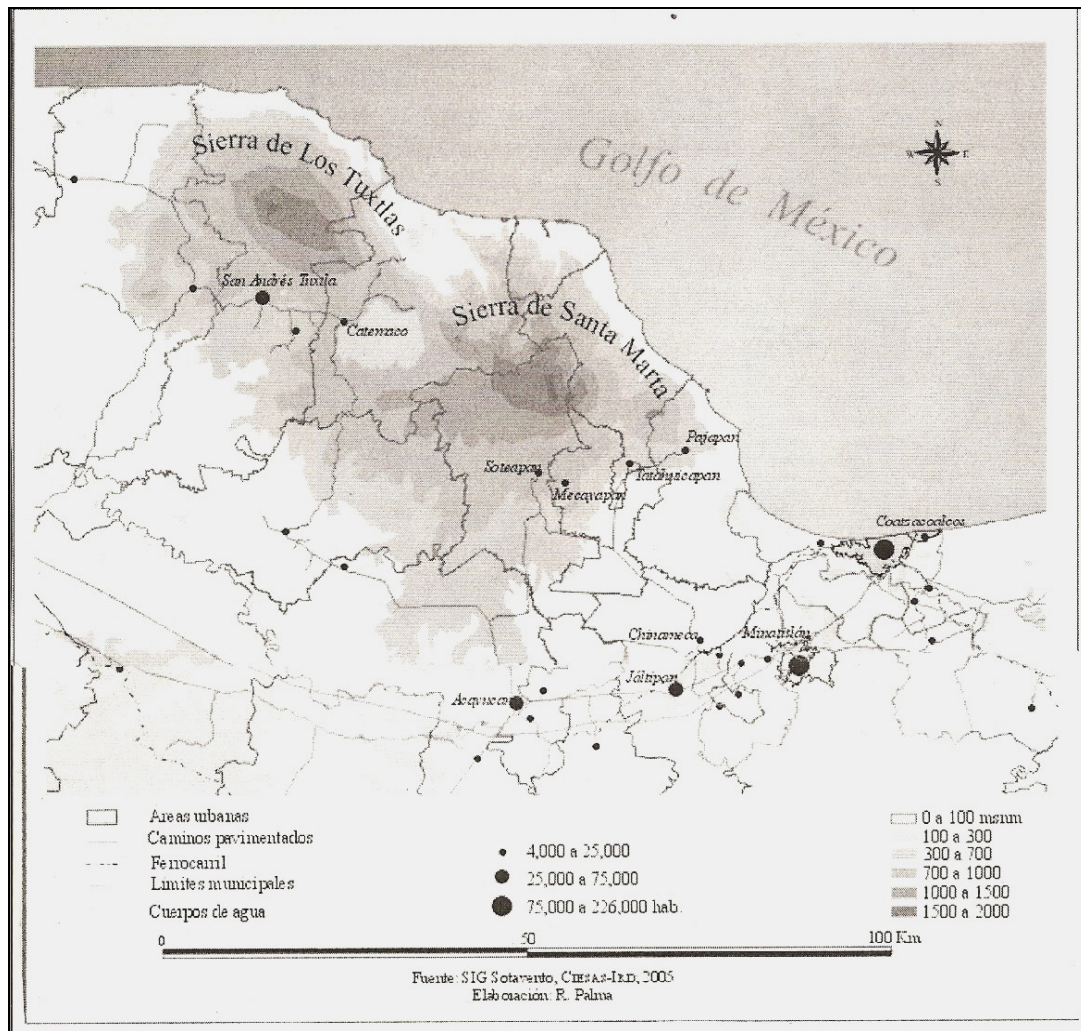 N
W E
S
Golfo de México
Sierra de Los Tuxtlas
San Andrés Tuxtla
Catemaco
Sierra de Santa Marta
Pajapan
Soteapan
Tatahuicapan
Mecayapan
Coatzacoalcos
Chinameca
Minatitlán
Jáltipan
Acayucan
Areas urbanas
Caminos pavimentados
Ferrocarril
Limites municipales
Cuerpos de agua
4,000 a 25,000
25,000 a 75,000
75,000 a 226,000 hab.
0 a 100 msnm
100 a 300
300 a 700
700 a 1000
1000 a 1500
1500 a 2000
0 50 100 Km
Fuente: SIG Sotavento, CIESAS-IRD, 2005
Elaboración: R. Palma